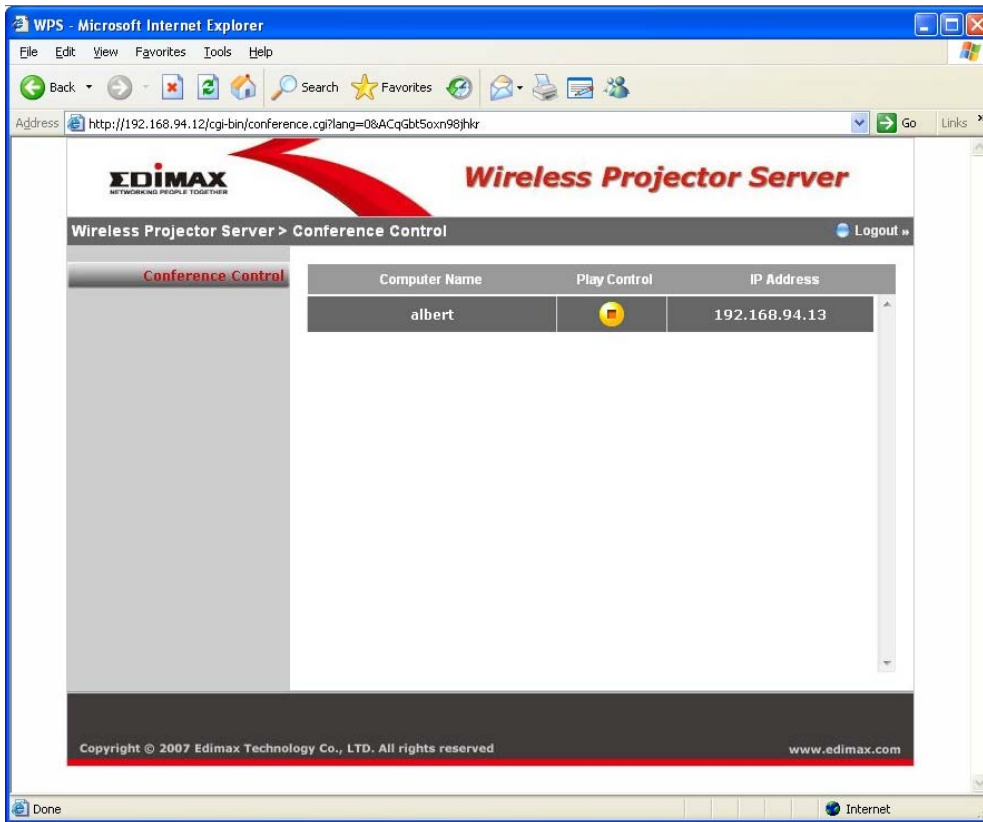 WPS - Microsoft Internet Explorer
File Edit View Favorites Tools Help
Back Search Favorites
Address http://192.168.94.12/cgi-bin/conference.cgi?lang=0&ACqGbt5oxn98jhkr Go Links »
EDIMAX
NETWORKING PEOPLE TOGETHER
Wireless Projector Server
Wireless Projector Server > Conference Control Logout »
Conference Control
Computer Name Play Control IP Address
albert 192.168.94.13
Copyright © 2007 Edimax Technology Co., LTD. All rights reserved www.edimax.com
Done Internet